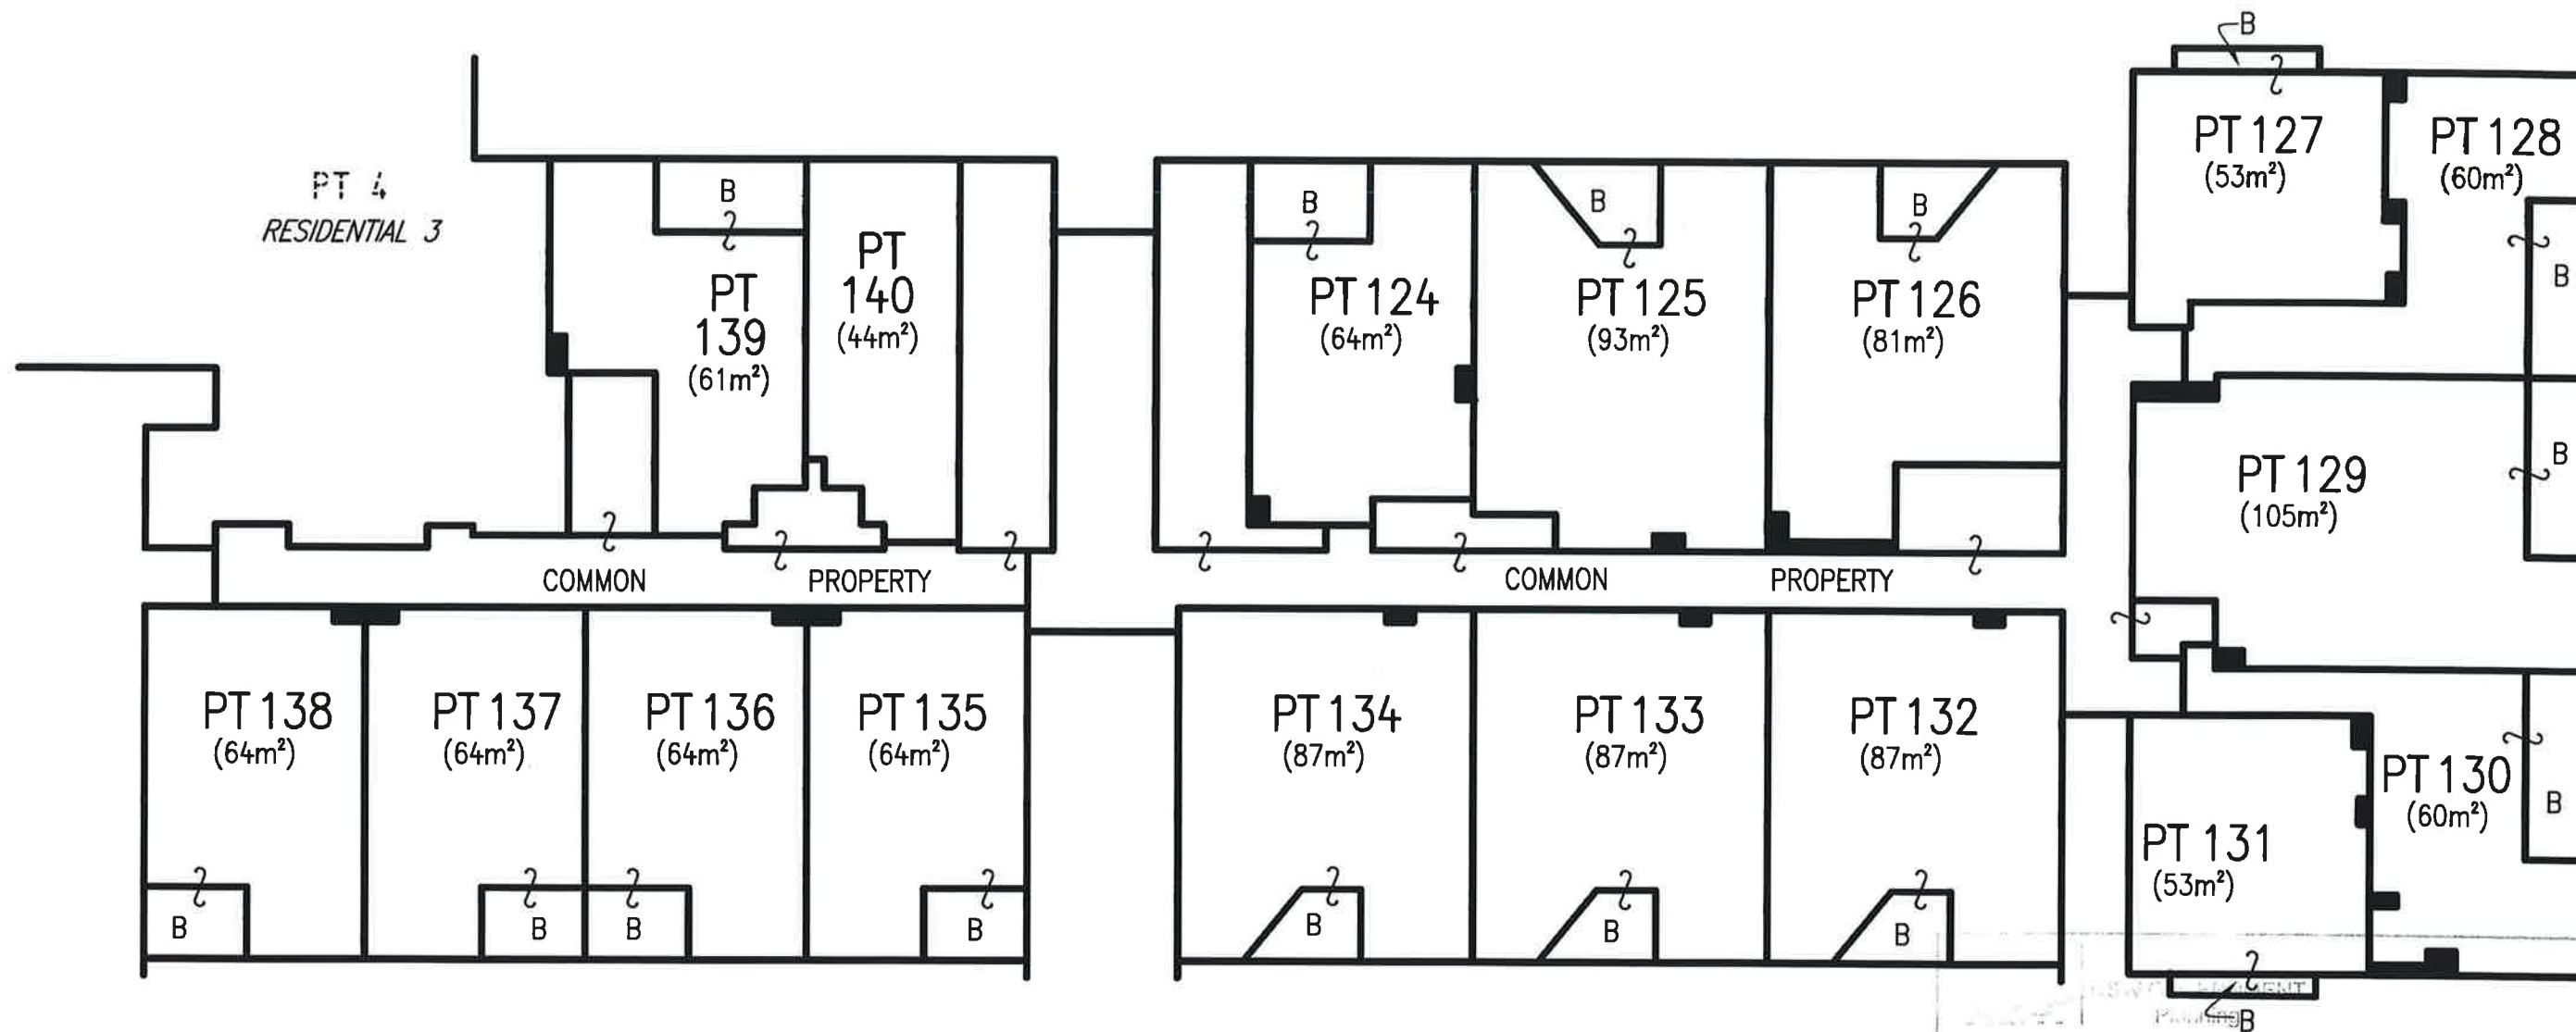 B
PT 127
(53m²)
PT 128
(60m²)
B
PT 4
RESIDENTIAL 3
B
PT
139
(61m²)
PT
140
(44m²)
B
PT 124
(64m²)
B
PT 125
(93m²)
B
PT 126
(81m²)
B
PT 129
(105m²)
COMMON PROPERTY
COMMON PROPERTY
PT 138
(64m²)
B
PT 137
(64m²)
B
PT 136
(64m²)
B
PT 135
(64m²)
B
PT 134
(87m²)
B
PT 133
(87m²)
B
PT 132
(87m²)
B
PT 131
(53m²)
PT 130
(60m²)
B
Planning
B